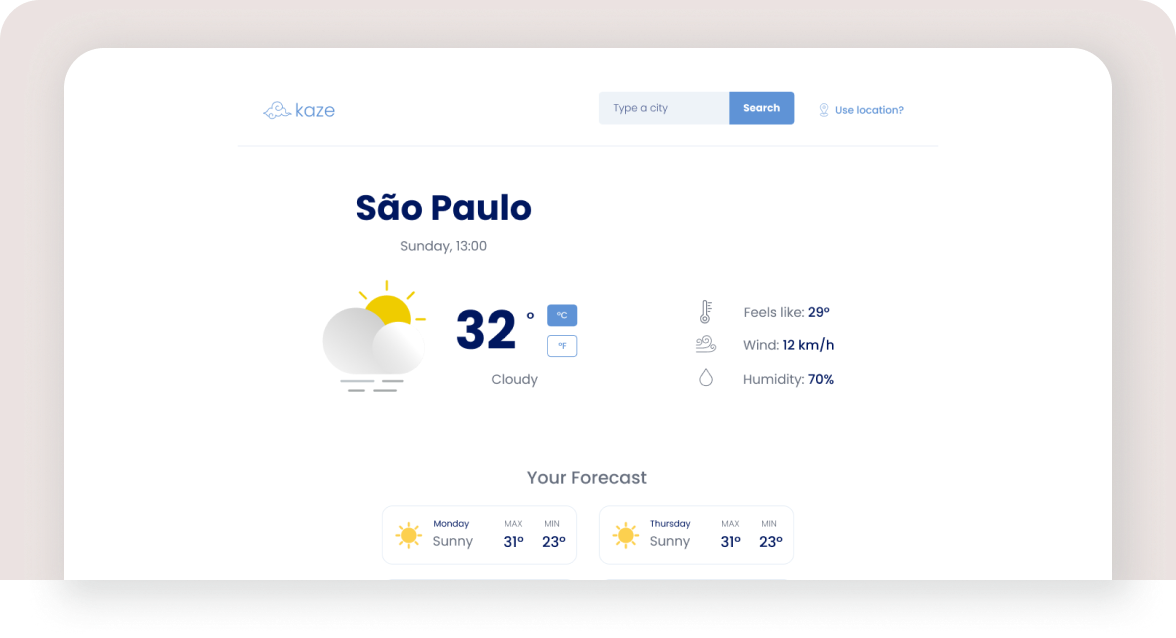 kaze
Type a city
Search
Use location?
São Paulo
Sunday, 13:00
32°
ºC
ºF
Cloudy
Feels like: 29º
Wind: 12 km/h
Humidity: 70%
Your Forecast
Monday MAX MIN
Sunny 31º 23º
Thursday MAX MIN
Sunny 31º 23º